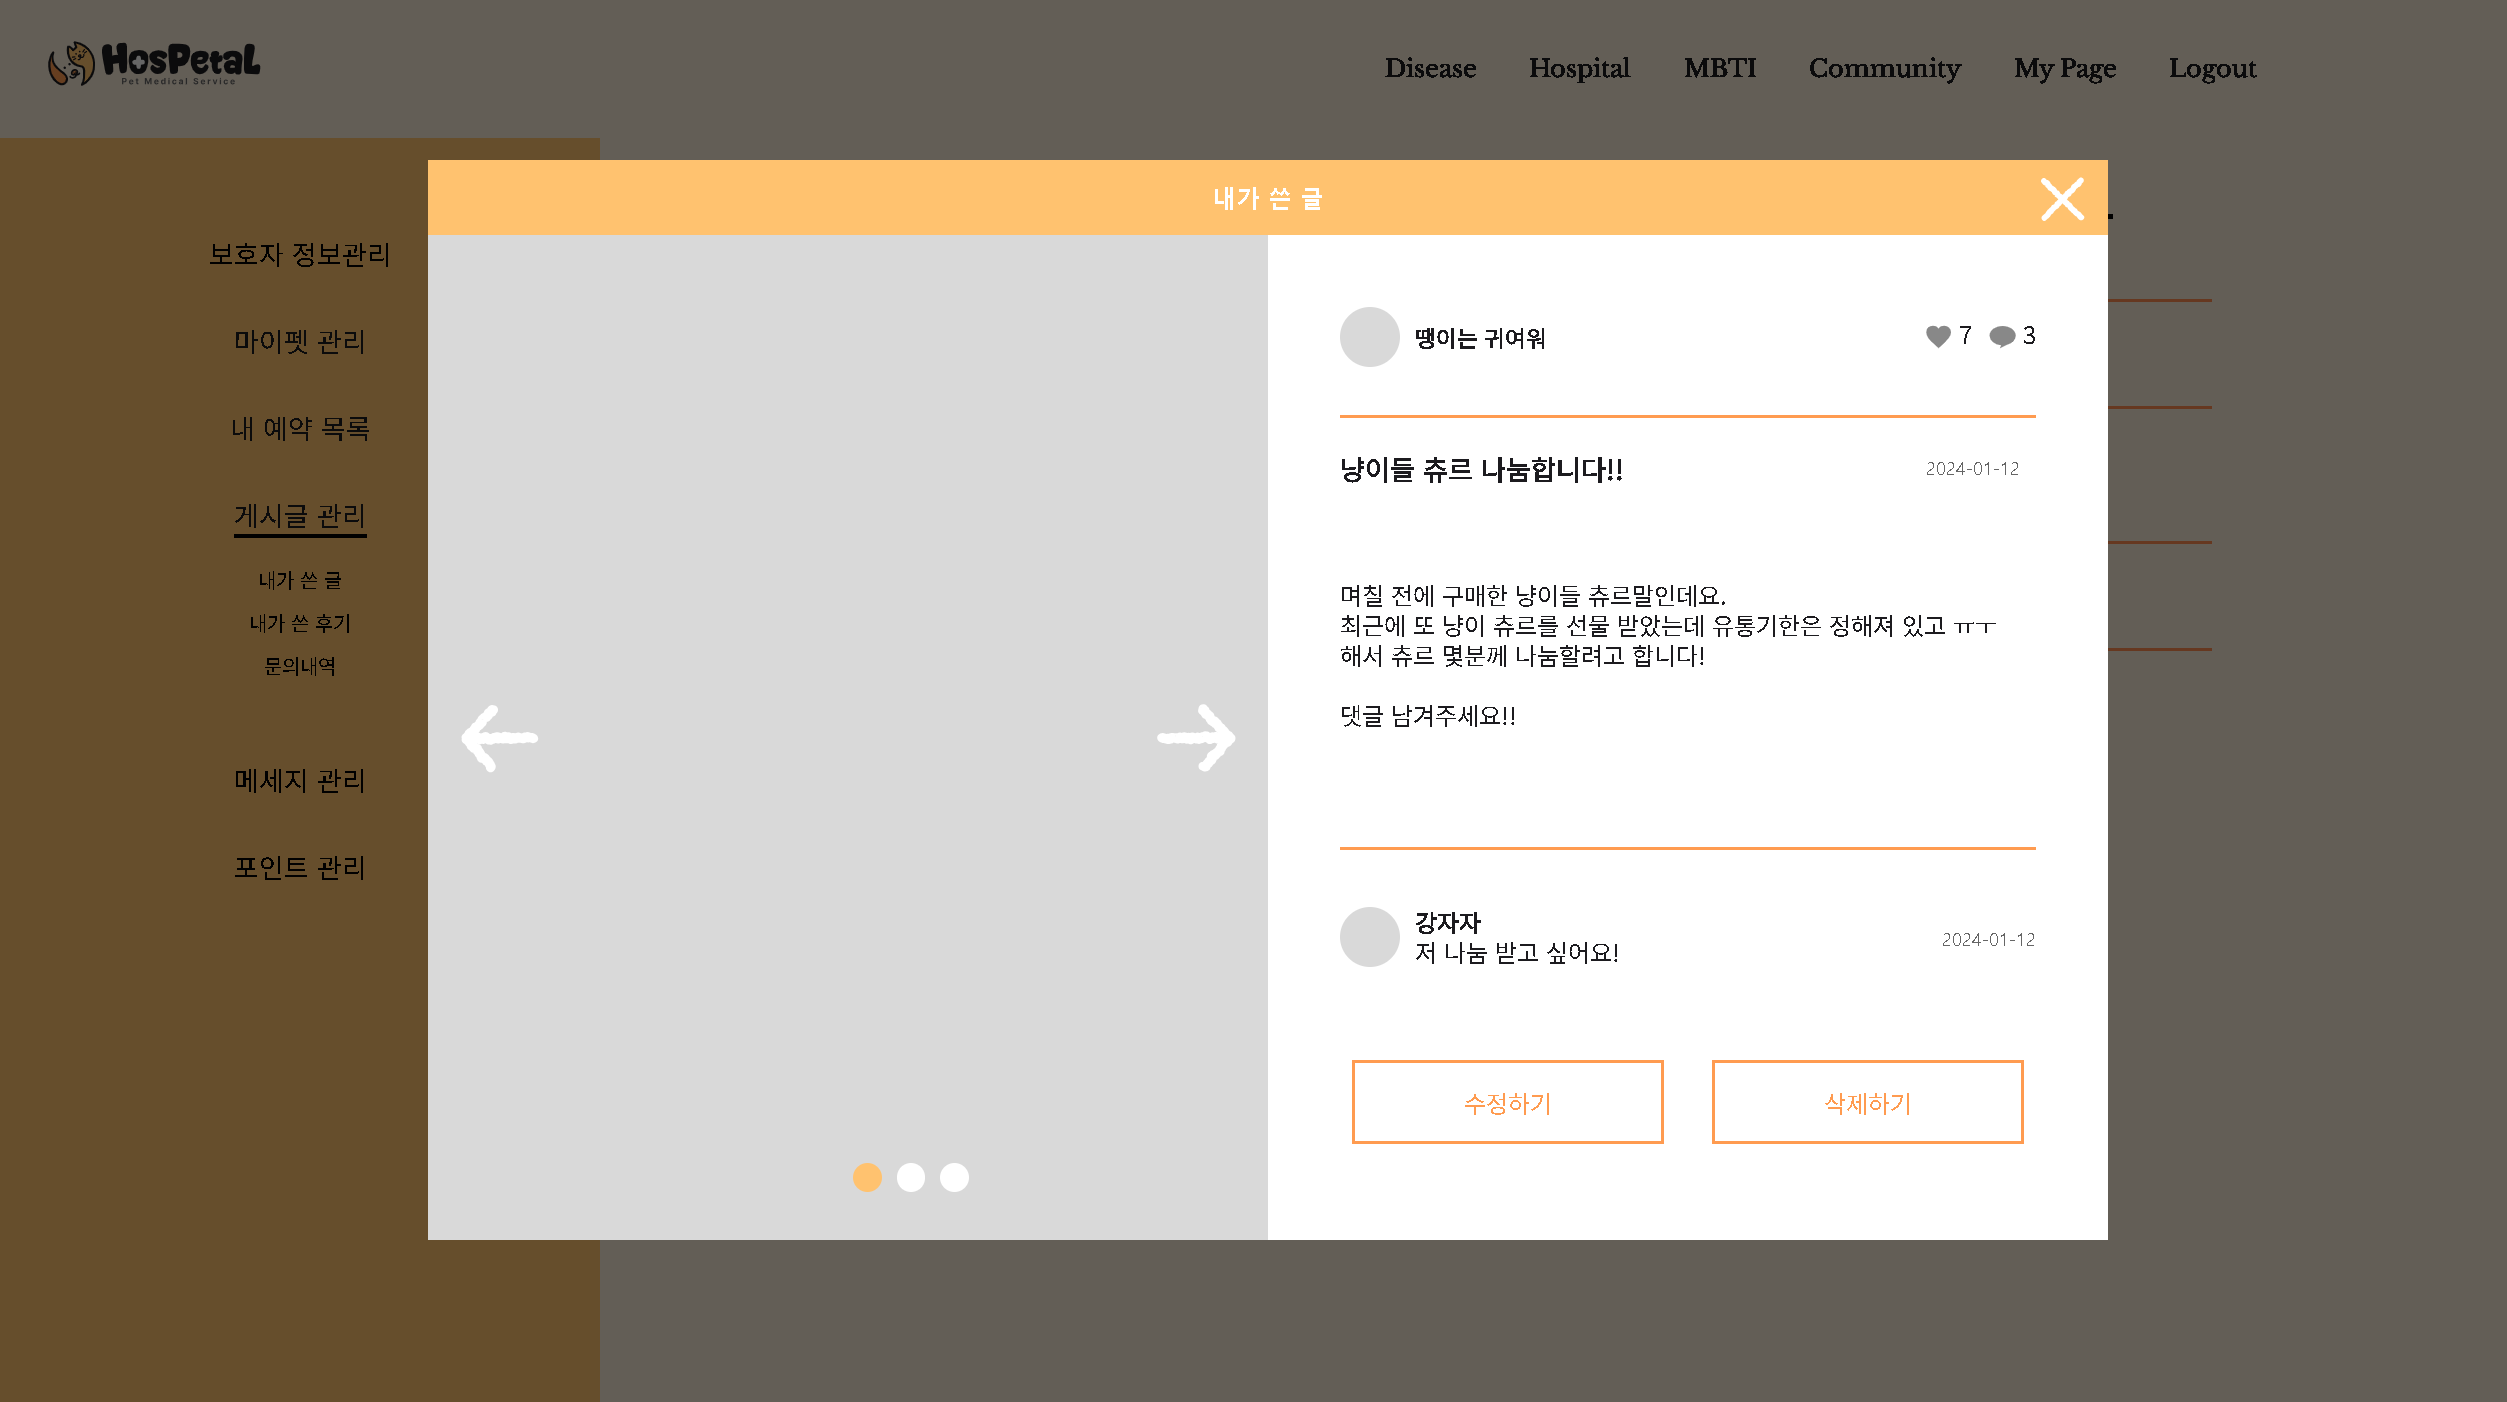 HosPetaL
Pet Medical Service
Disease
Hospital
MBTI
Community
My Page
Logout
보호자 정보관리
마이펫 관리
내 예약 목록
게시글 관리
내가 쓴 글
내가 쓴 후기
문의내역
메세지 관리
포인트 관리
내가 쓴 글
땡이는 귀여워
7
3
냥이들 츄르 나눔합니다!!
2024-01-12
며칠 전에 구매한 냥이들 츄르말인데요.
최근에 또 냥이 츄르를 선물 받았는데 유통기한은 정해져 있고 ㅠㅜ
해서 츄르 몇분께 나눔할려고 합니다!
댓글 남겨주세요!!
강자자
저 나눔 받고 싶어요!
2024-01-12
수정하기
삭제하기